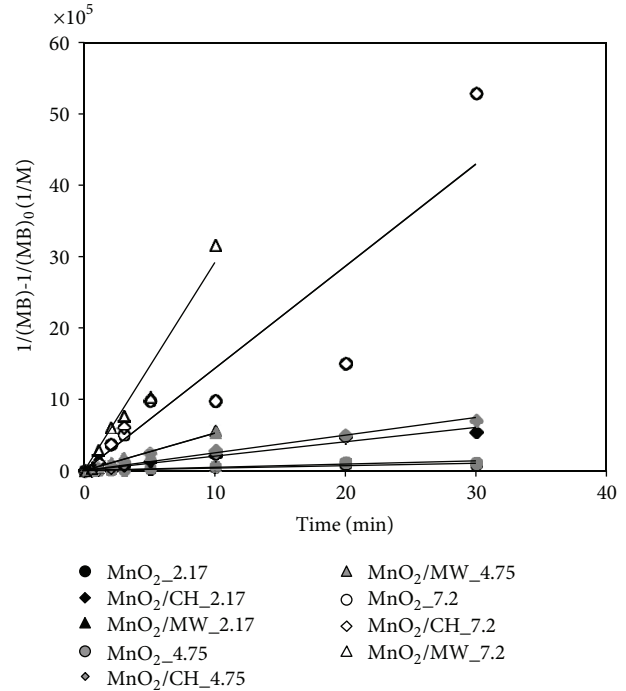 ×10⁵
60
50
40
30
20
10
0
0 10 20 30 40
1/(MB)-1/(MB)₀ (1/M)
Time (min)
MnO₂_2.17
MnO₂/CH_2.17
MnO₂/MW_2.17
MnO₂_4.75
MnO₂/CH_4.75
MnO₂/MW_4.75
MnO₂_7.2
MnO₂/CH_7.2
MnO₂/MW_7.2